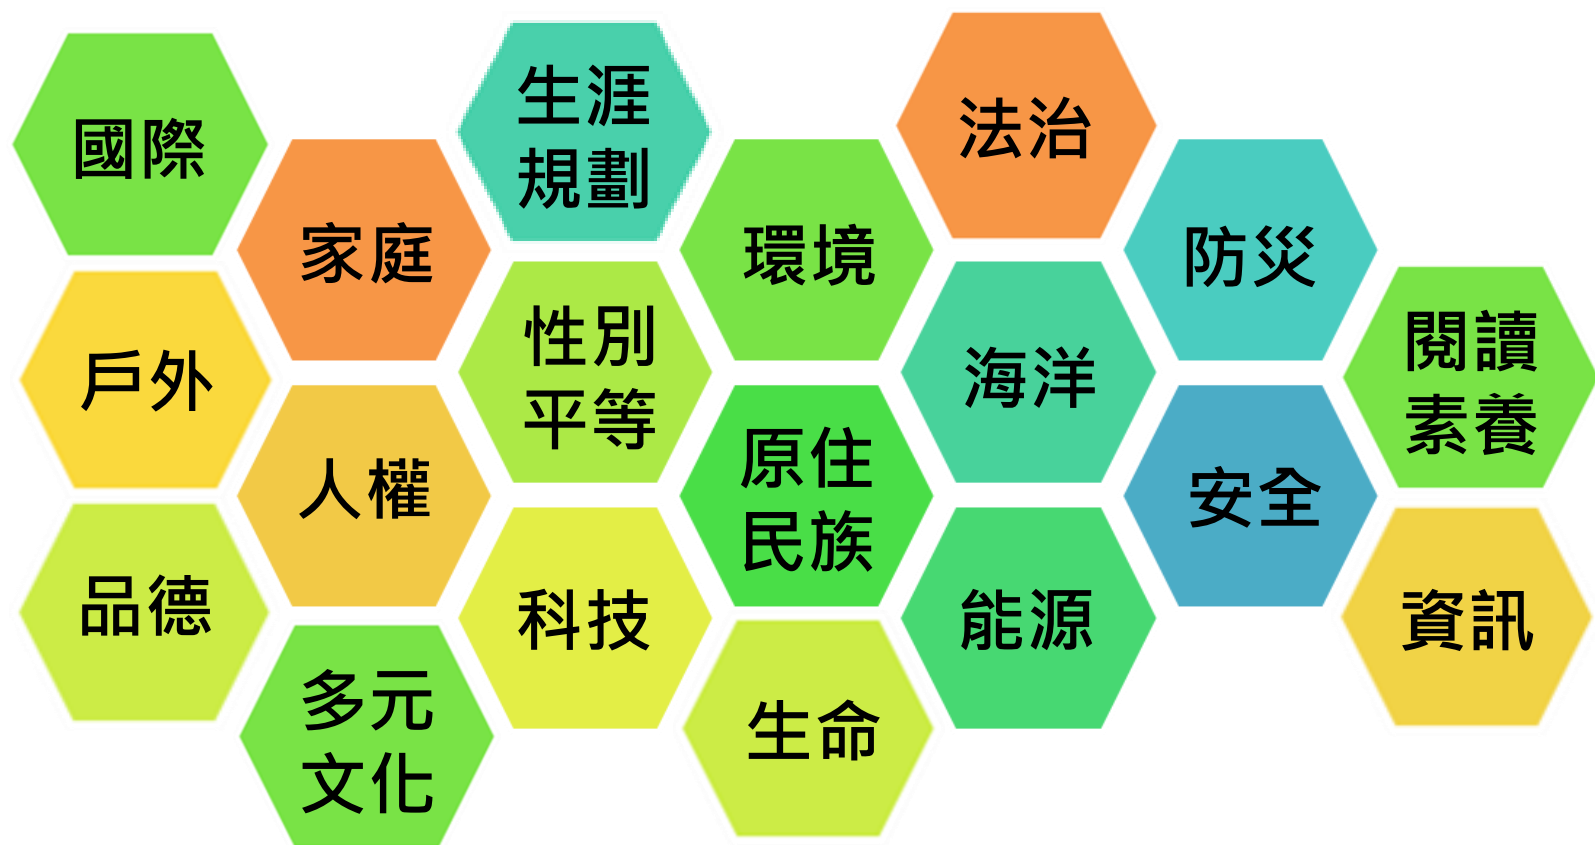 國際
戶外
品德
家庭
人權
多元
文化
生涯
規劃
性別
平等
科技
環境
原住
民族
生命
法治
海洋
能源
防災
安全
閱讀
素養
資訊